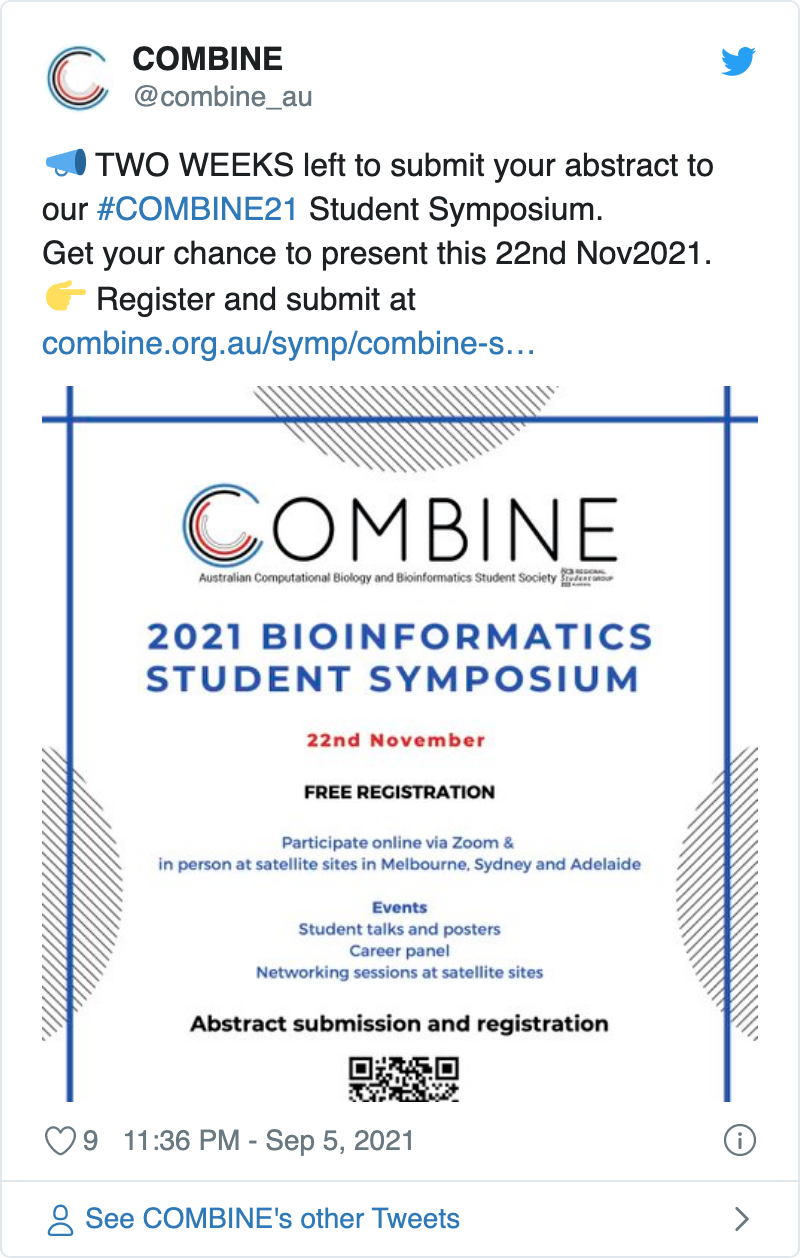 COMBINE
@combine_au
📣 TWO WEEKS left to submit your abstract to
our #COMBINE21 Student Symposium.
Get your chance to present this 22nd Nov2021.
👉 Register and submit at
combine.org.au/symp/combine-s…
COMBINE
Australian Computational Biology and Bioinformatics Student Society
REGIONAL
Student GROUP
2021 BIOINFORMATICS
STUDENT SYMPOSIUM
22nd November
FREE REGISTRATION
Participate online via Zoom &
in person at satellite sites in Melbourne, Sydney and Adelaide
Events
Student talks and posters
Career panel
Networking sessions at satellite sites
Abstract submission and registration
9 11:36 PM - Sep 5, 2021
See COMBINE's other Tweets